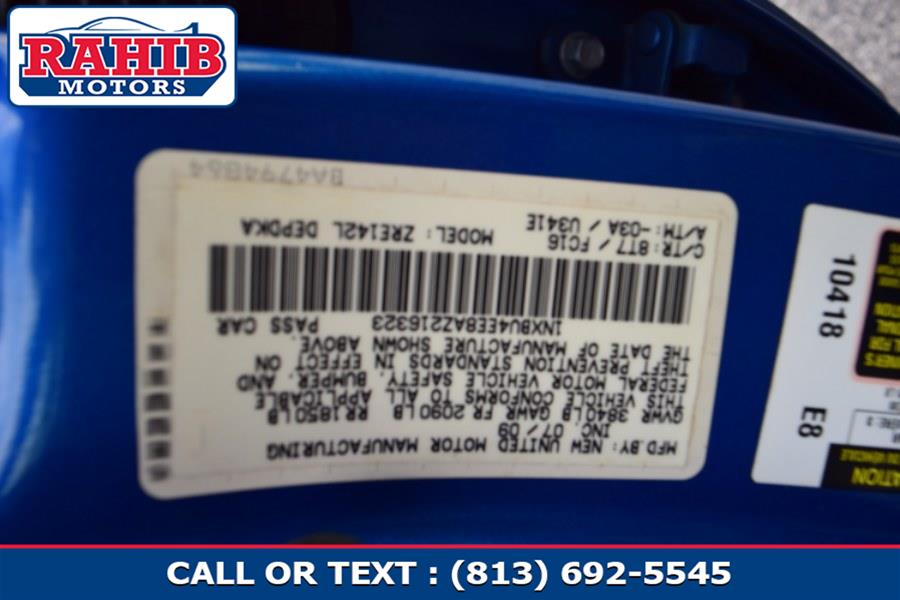 RAHIB
MOTORS
MFD.BY: NEW UNITED MOTOR MANUFACTURING
INC. 07/09
GVWR 3840LB GAWR FR 2090LB RR1850LB
THIS VEHICLE CONFORMS TO ALL APPLICABLE
FEDERAL MOTOR VEHICLE SAFETY, BUMPER, AND
THEFT PREVENTION STANDARDS IN EFFECT ON
THE DATE OF MANUFACTURE SHOWN ABOVE.
1NXBU4EE8AZ216323 PASS CAR
C/TR: 8T7 / FC16 MODEL: ZRE142L DEPDKA
A/TM: -03A / U341E
BA4794B64
10418
E8
CALL OR TEXT : (813) 692-5545